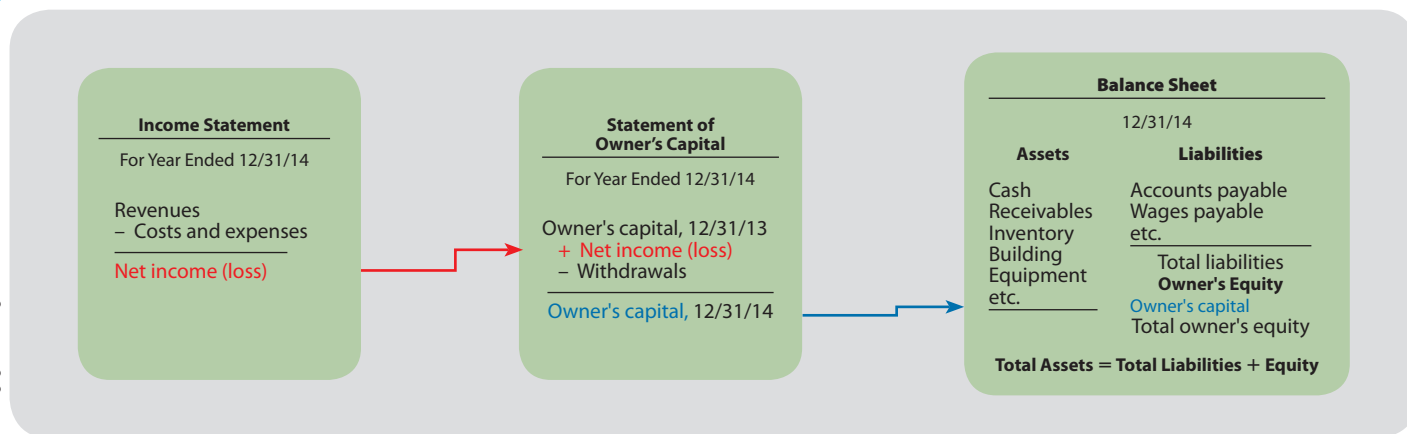 Income Statement
For Year Ended 12/31/14
Revenues
– Costs and expenses
Net income (loss)
Statement of
Owner's Capital
For Year Ended 12/31/14
Owner's capital, 12/31/13
+ Net income (loss)
– Withdrawals
Owner's capital, 12/31/14
Balance Sheet
12/31/14
Assets
Cash
Receivables
Inventory
Building
Equipment
etc.
Liabilities
Accounts payable
Wages payable
etc.
Total liabilities
Owner's Equity
Owner's capital
Total owner's equity
Total Assets = Total Liabilities + Equity